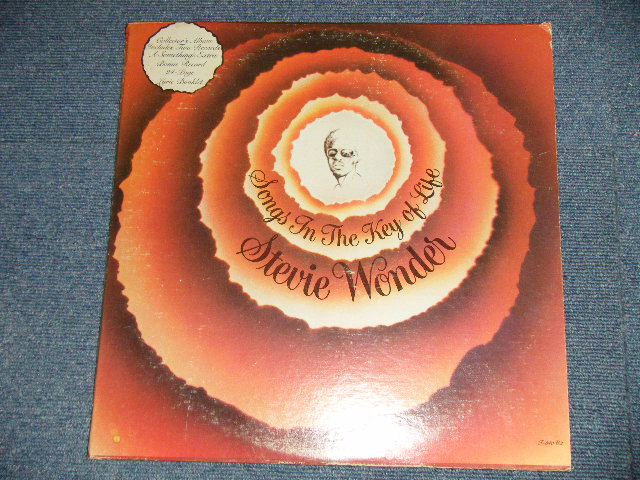 Collector's Album
Includes Two Records
A Something's Extra
Bonus Record
24-Page
Lyric Booklet
Songs In The Key of Life
Stevie Wonder